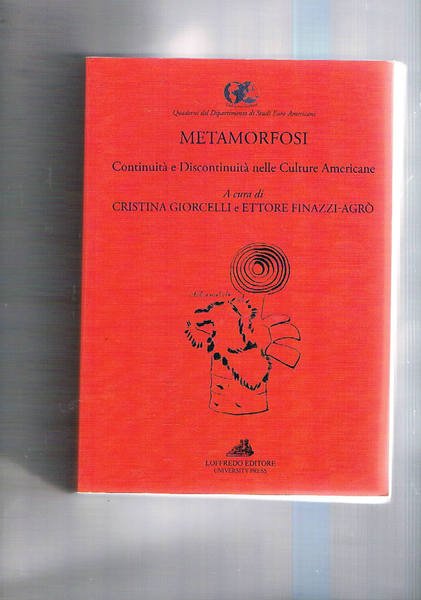 Quaderni del Dipartimento di Studi Euro Americani
METAMORFOSI
Continuità e Discontinuità nelle Culture Americane
A cura di
CRISTINA GIORCELLI e ETTORE FINAZZI-AGRÒ
LOFFREDO EDITORE
UNIVERSITY PRESS